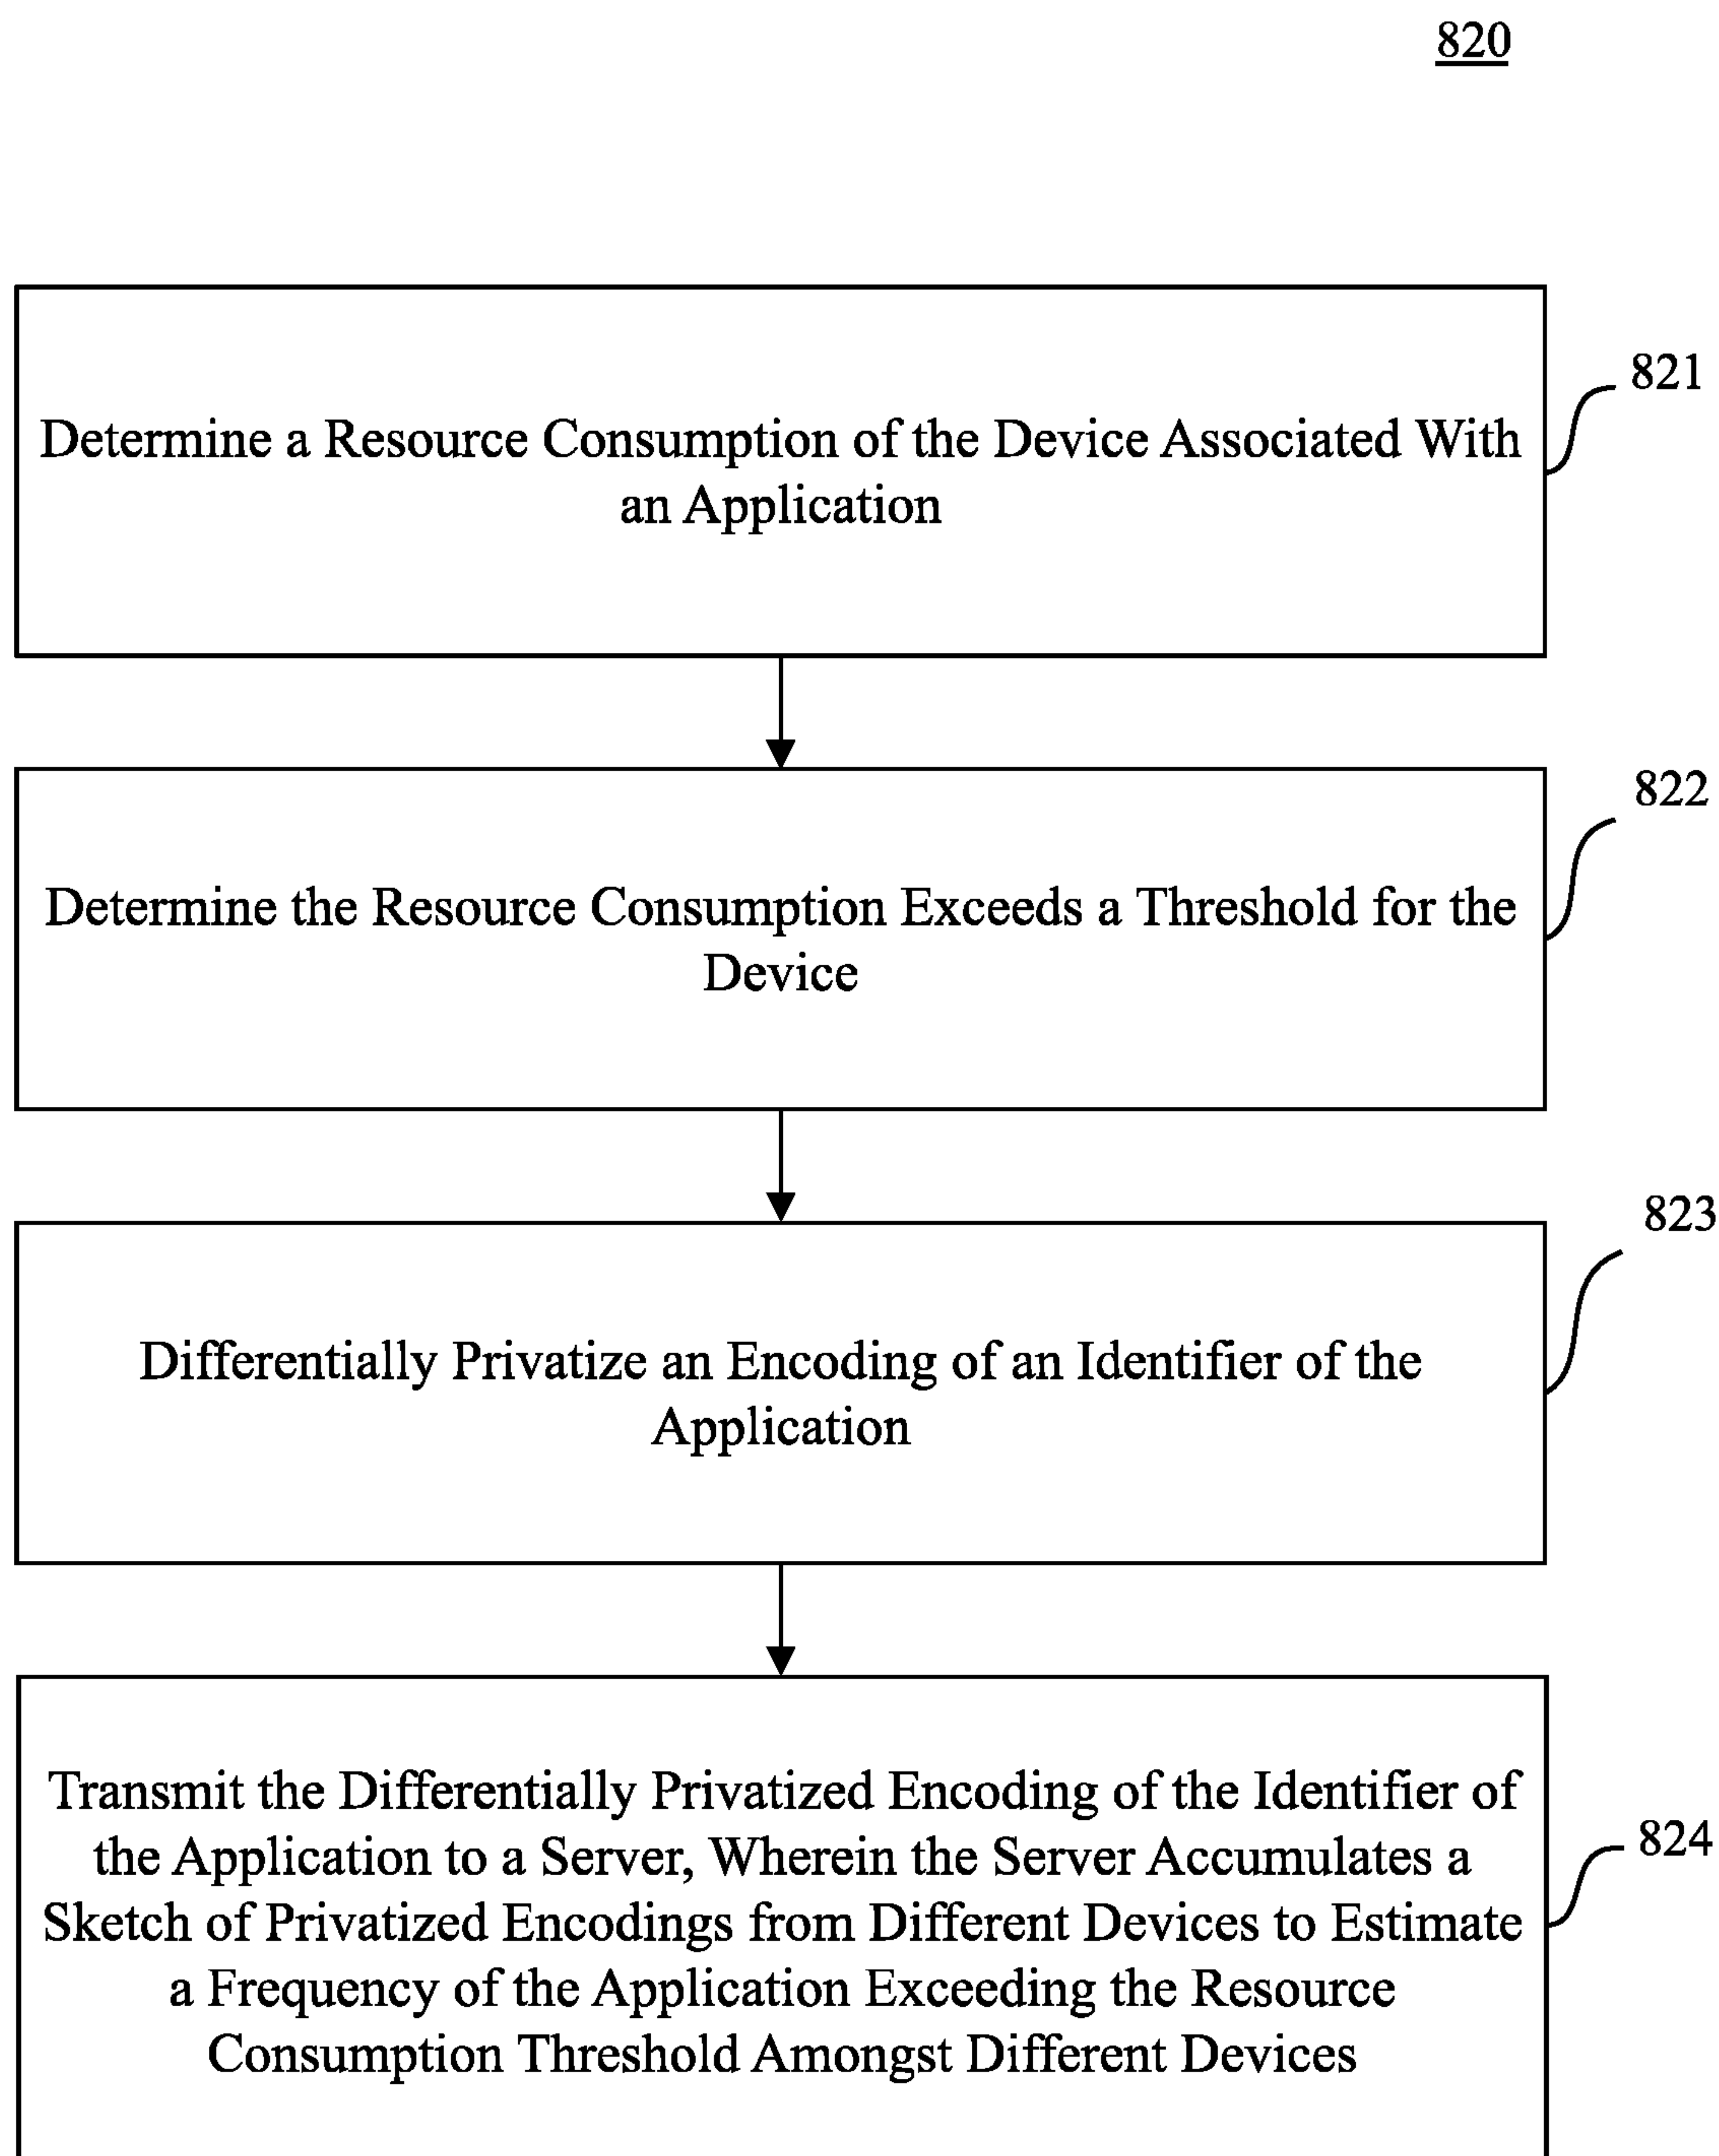 820
Determine a Resource Consumption of the Device Associated With
an Application
821
Determine the Resource Consumption Exceeds a Threshold for the
Device
822
Differentially Privatize an Encoding of an Identifier of the
Application
823
Transmit the Differentially Privatized Encoding of the Identifier of
the Application to a Server, Wherein the Server Accumulates a
Sketch of Privatized Encodings from Different Devices to Estimate
a Frequency of the Application Exceeding the Resource
Consumption Threshold Amongst Different Devices
824